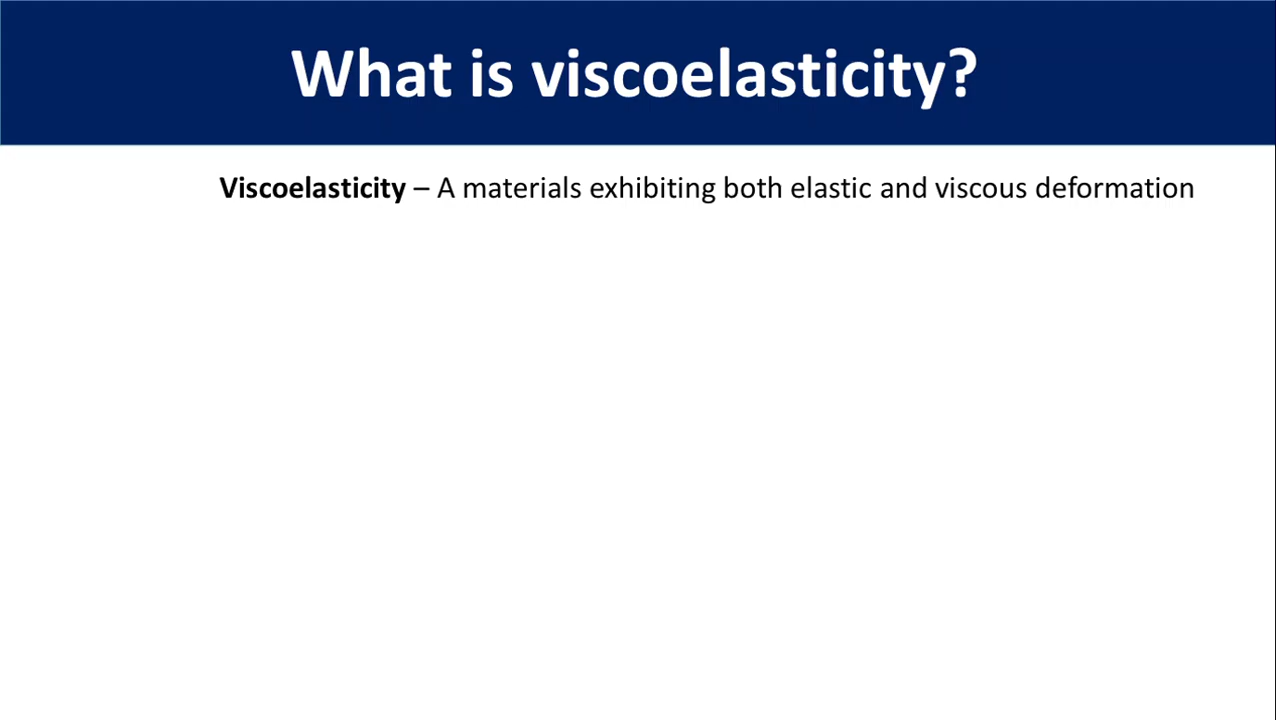 What is viscoelasticity?
Viscoelasticity – A materials exhibiting both elastic and viscous deformation